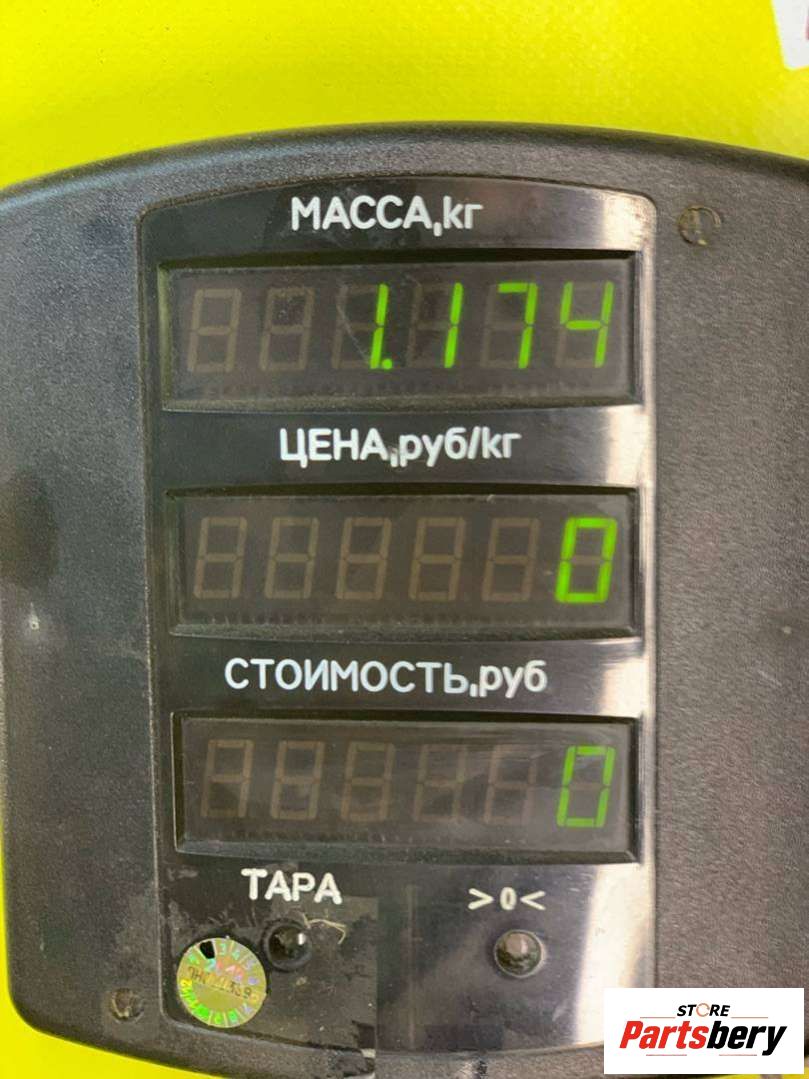 МАССА,кг
1.174
ЦЕНА,руб/кг
0
СТОИМОСТЬ,руб
0
ТАРА
>0<
STORE
Partsbery